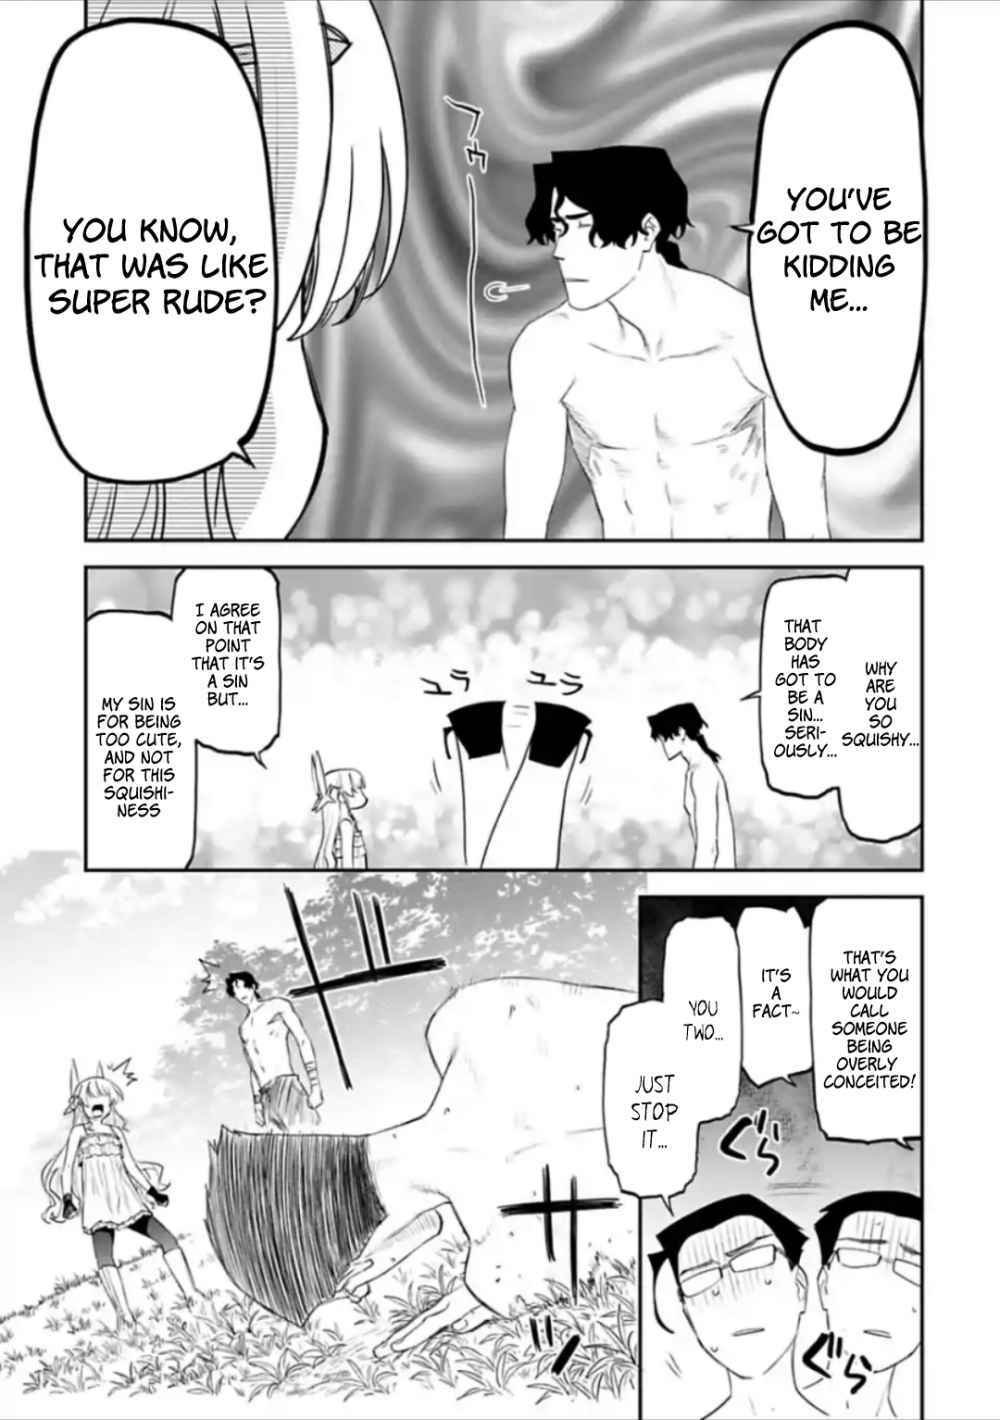 YOU'VE
GOT TO BE
KIDDING
ME...
フゥ
YOU KNOW,
THAT WAS LIKE
SUPER RUDE?
WHY
ARE
YOU
SO
SQUISHY...
THAT
BODY
HAS
GOT TO
BE A
SIN...
SERI-
OUSLY...
ユラ
ユラ
I AGREE
ON THAT
POINT
THAT IT'S
A SIN
BUT...
MY SIN IS
FOR BEING
TOO CUTE,
AND NOT
FOR THIS
SQUISHI-
NESS
THAT'S
WHAT YOU
WOULD
CALL
SOMEONE
BEING
OVERLY
CONCEITED!
IT'S
A
FACT~
YOU
TWO...
JUST
STOP
IT...
ぐら
ぐら